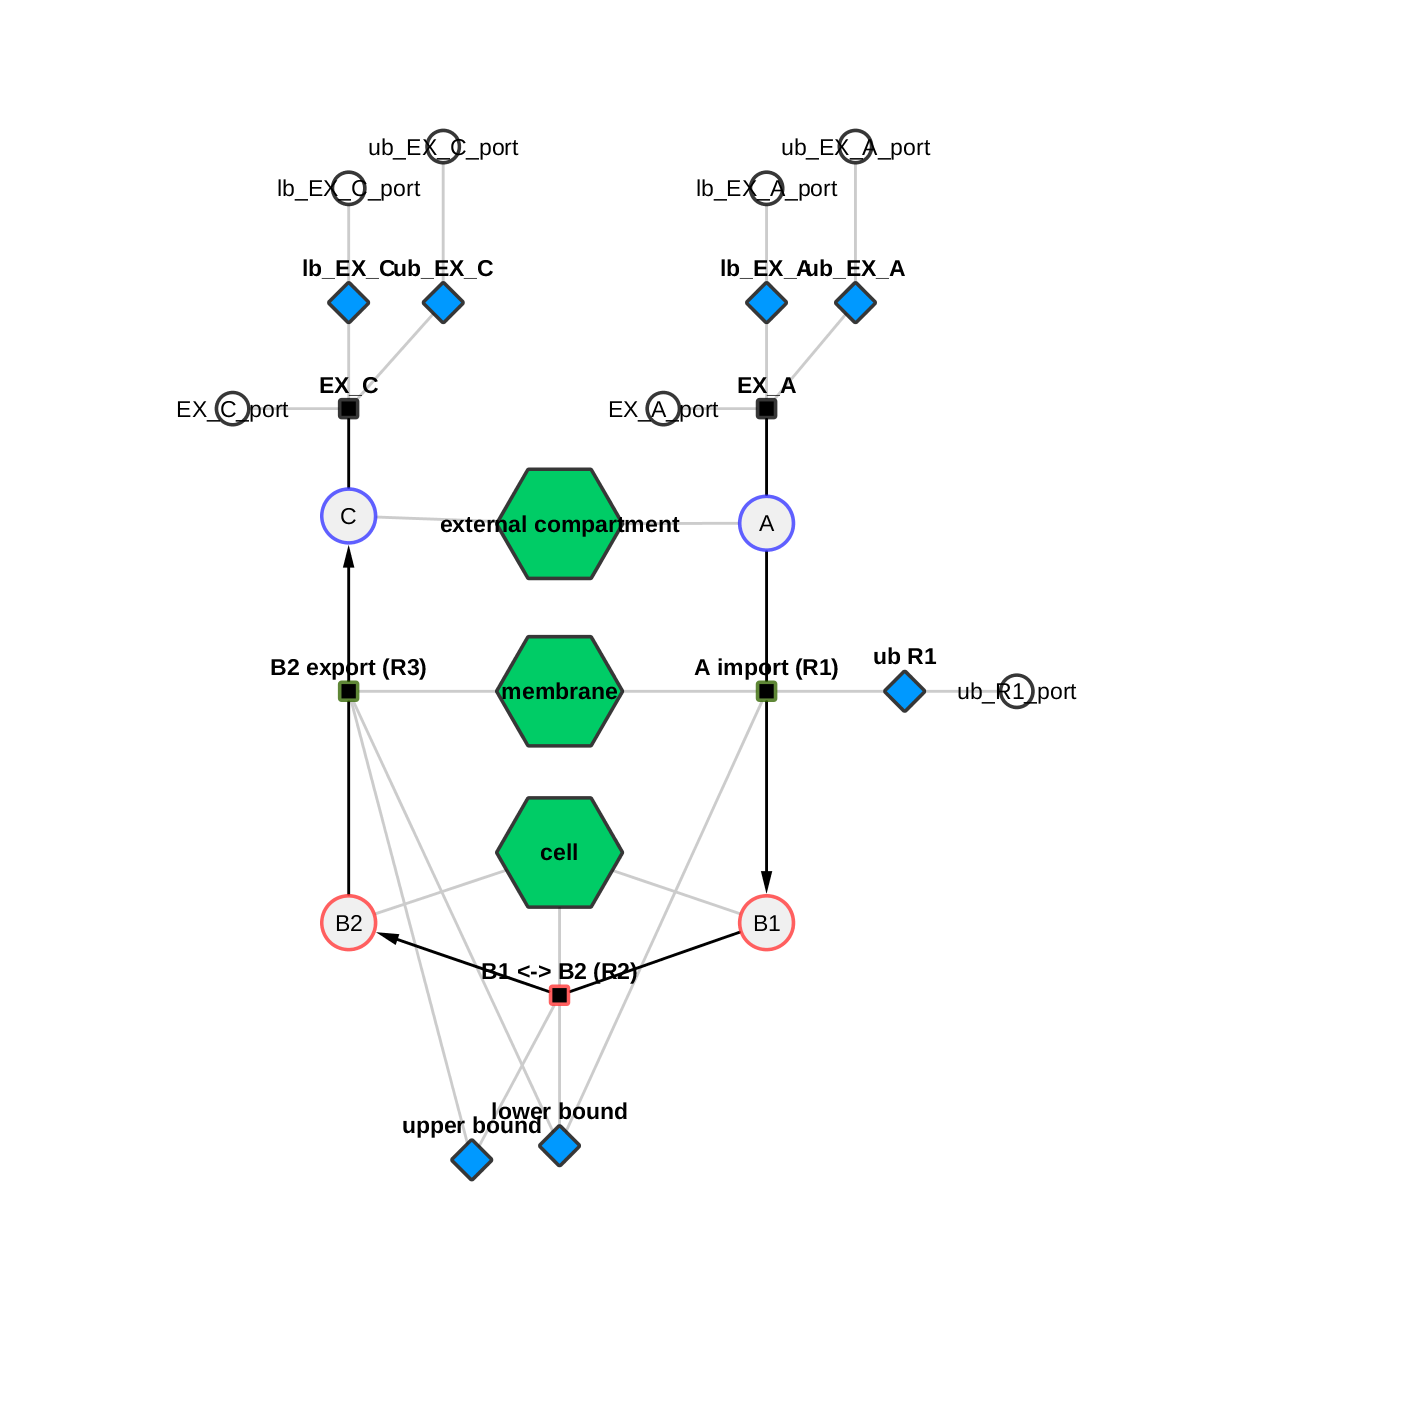 ub_EX_C_port
ub_EX_A_port
lb_EX_C_port
lb_EX_A_port
lb_EX_C
ub_EX_C
lb_EX_A
ub_EX_A
EX_C
EX_A
EX_C_port
EX_A_port
C
external compartment
A
B2 export (R3)
A import (R1)
ub R1
membrane
ub_R1_port
cell
B2
B1
B1 <-> B2 (R2)
lower bound
upper bound